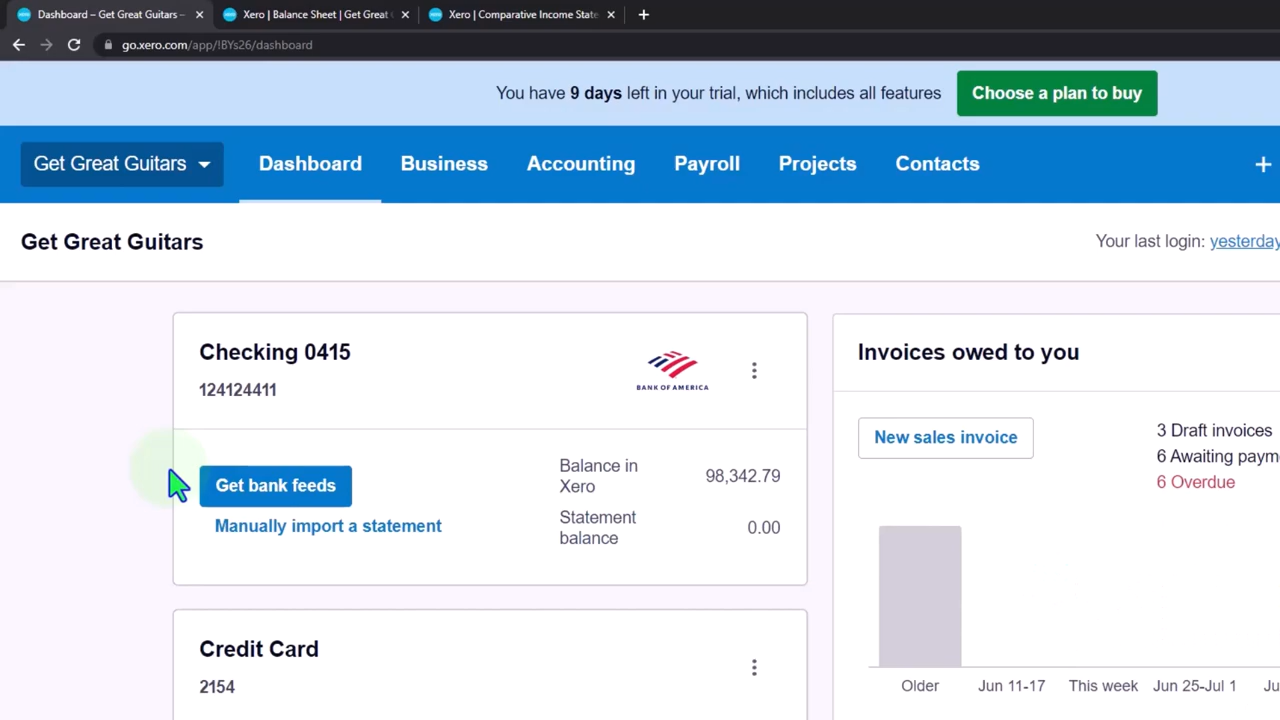 Dashboard – Get Great Guitars –
Xero | Balance Sheet | Get Great
Xero | Comparative Income State
go.xero.com/app/!BYs26/dashboard
You have 9 days left in your trial, which includes all features
Choose a plan to buy
Get Great Guitars
Dashboard
Business
Accounting
Payroll
Projects
Contacts
Get Great Guitars
Your last login: yesterday
Checking 0415
124124411
BANK OF AMERICA
Get bank feeds
Manually import a statement
Balance in
Xero
98,342.79
Statement
balance
0.00
Credit Card
2154
Invoices owed to you
New sales invoice
3 Draft invoices
6 Awaiting paym
6 Overdue
Older
Jun 11-17
This week
Jun 25-Jul 1
Ju